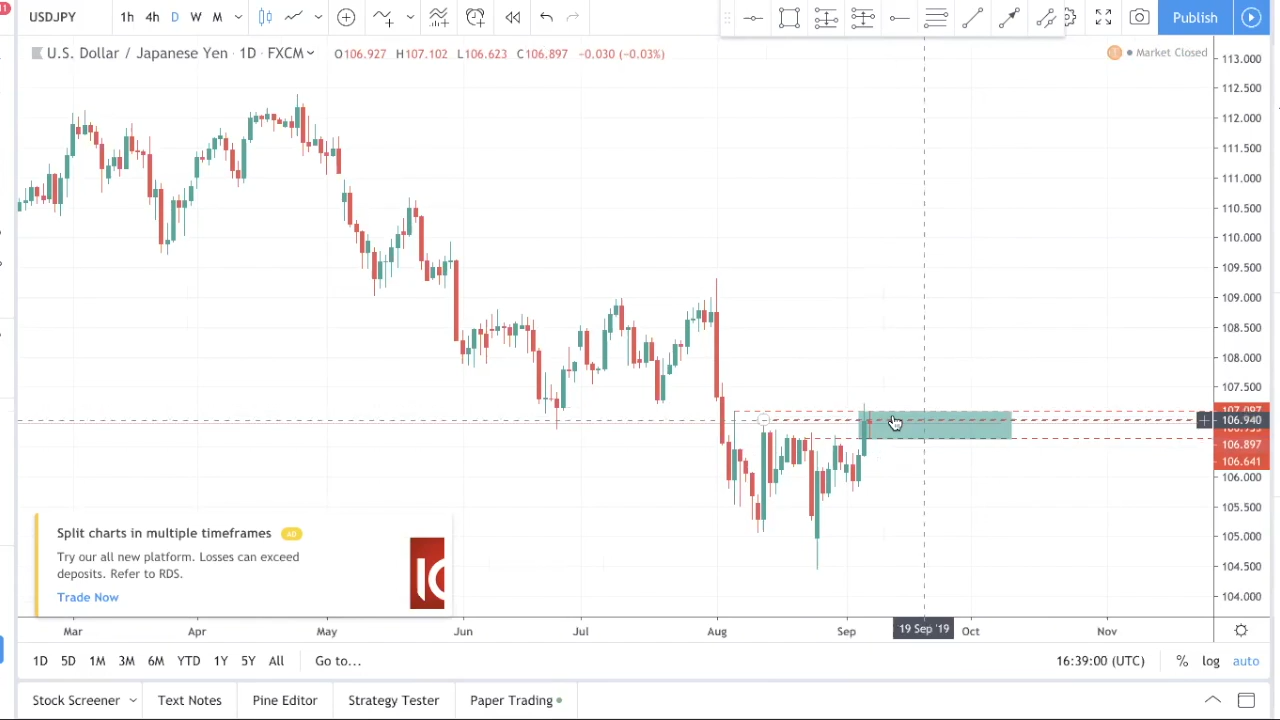 USDJPY 1h 4h D W M Publish
U.S. Dollar / Japanese Yen 1D FXCM O106.927 H107.102 L106.623 C106.897 −0.030 (−0.03%) Market Closed
113.000
112.500
112.000
111.500
111.000
110.500
110.000
109.500
109.000
108.500
108.000
107.500
107.097
106.940
106.897
106.641
106.000
105.500
105.000
104.500
104.000
Split charts in multiple timeframes AD
Try our all new platform. Losses can exceed
deposits. Refer to RDS.
Trade Now
Mar Apr May Jun Jul Aug Sep 19 Sep '19 Oct Nov
1D 5D 1M 3M 6M YTD 1Y 5Y All Go to... 16:39:00 (UTC) % log auto
Stock Screener Text Notes Pine Editor Strategy Tester Paper Trading